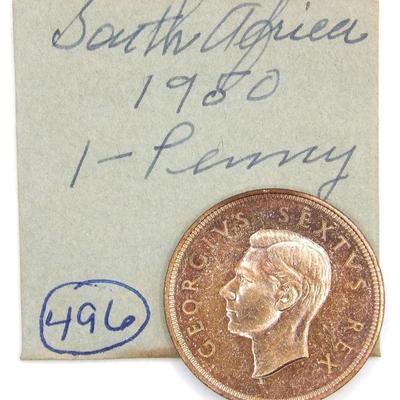 South Africa
1950
1-Penny
496
GEORGIVS SEXTVS REX